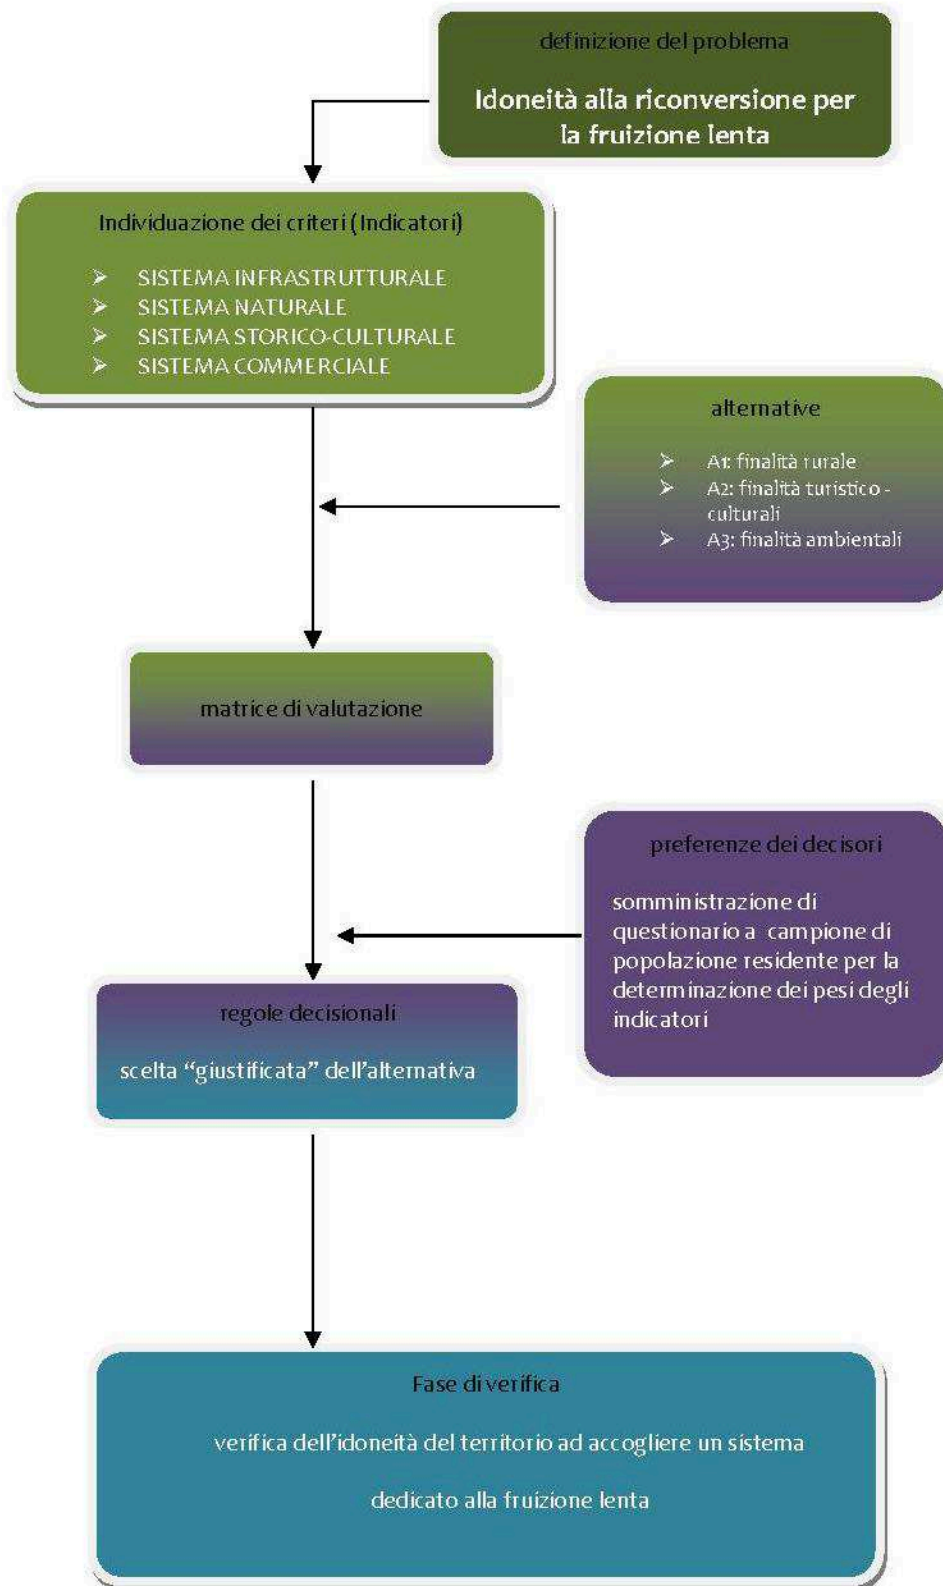 definizione del problema
Idoneità alla riconversione per
la fruizione lenta
Individuazione dei criteri (Indicatori)
➢ SISTEMA INFRASTRUTTURALE
➢ SISTEMA NATURALE
➢ SISTEMA STORICO-CULTURALE
➢ SISTEMA COMMERCIALE
alternative
➢ A1: finalità rurale
➢ A2: finalità turistico -
culturali
➢ A3: finalità ambientali
matrice di valutazione
preferenze dei decisori
somministrazione di
questionario a campione di
popolazione residente per la
determinazione dei pesi degli
indicatori
regole decisionali
scelta “giustificata” dell’alternativa
Fase di verifica
verifica dell’idoneità del territorio ad accogliere un sistema
dedicato alla fruizione lenta